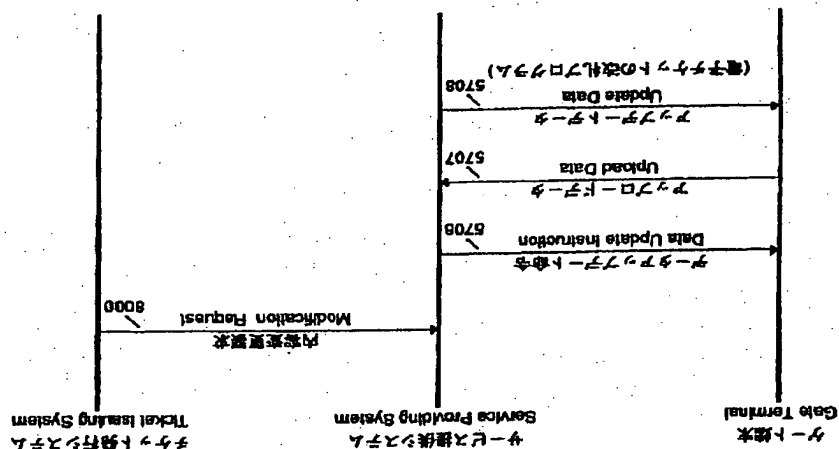 ゲート端末
Gate Terminal
サービス提供システム
Service Providing System
チケット発行システム
Ticket Issuing System
内容変更要求
Modification Request
8000
データアップデート命令
Data Update Instruction
5706
アップロードデータ
Upload Data
5707
アップデートデータ
Update Data
5708
(電子チケットの改札プログラム)